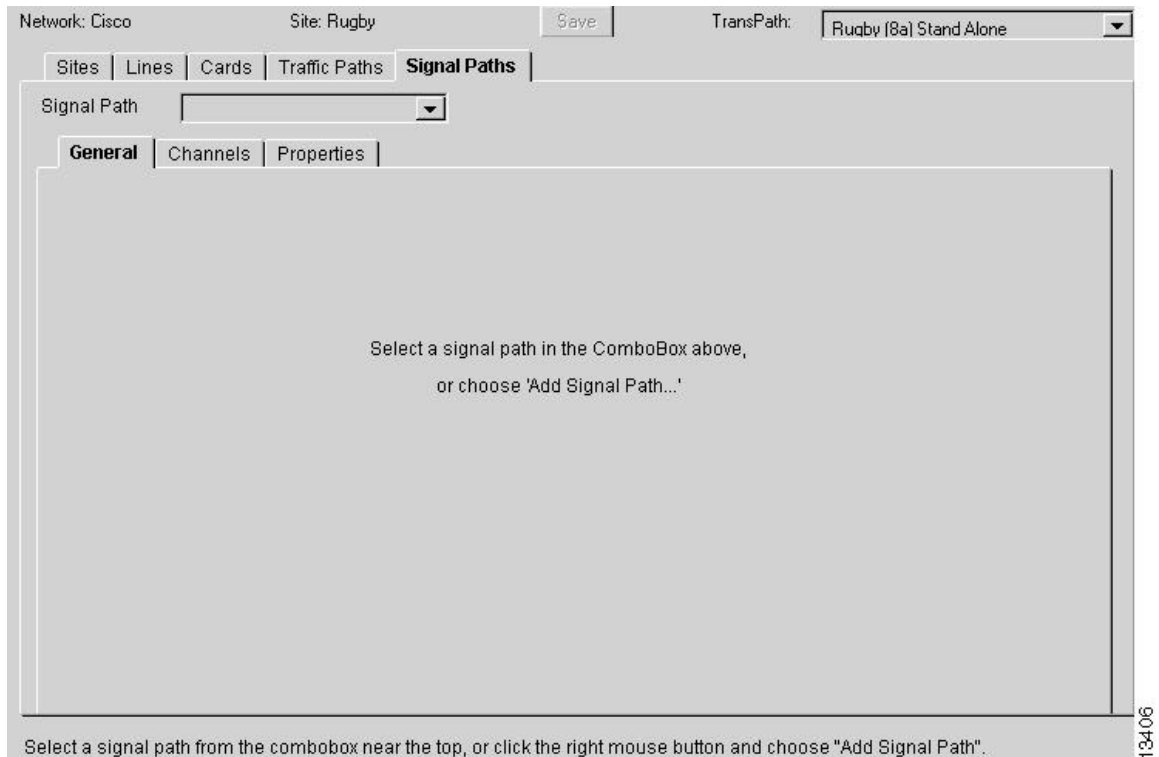 Network: Cisco Site: Rugby Save TransPath: Rugby (8a) Stand Alone
Sites Lines Cards Traffic Paths Signal Paths
Signal Path
General Channels Properties
Select a signal path in the ComboBox above,
or choose 'Add Signal Path...'
Select a signal path from the combobox near the top, or click the right mouse button and choose "Add Signal Path".
13406